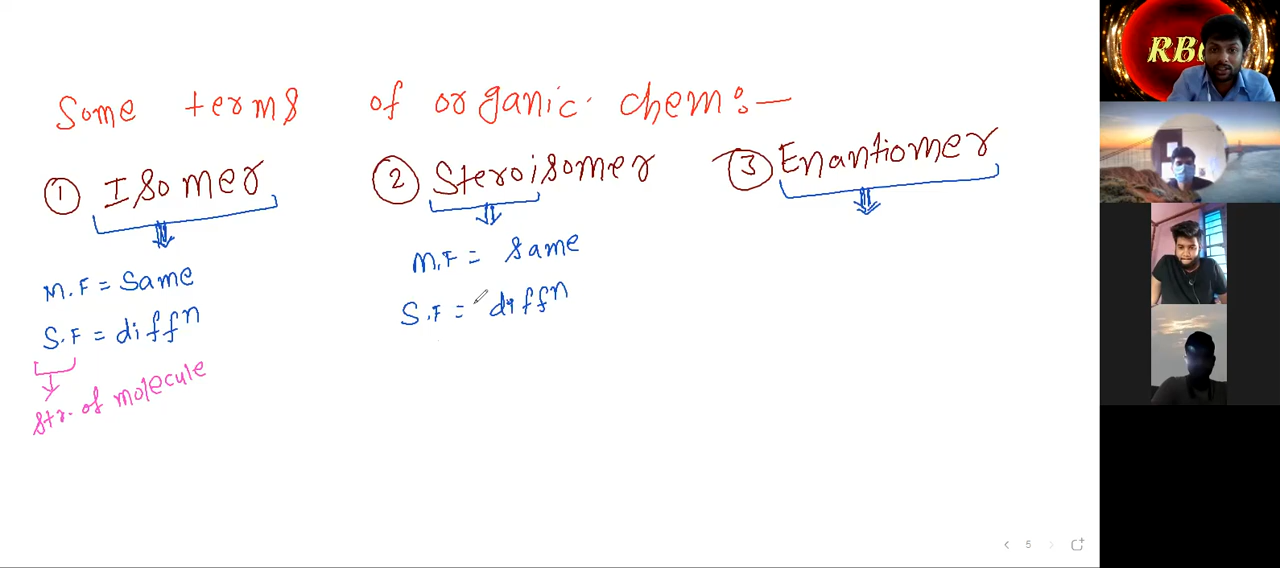 Some terms of organic chem:—
① Isomer
M.F = Same
S.F = diffn
Str. of molecule
② Steroisomer
M.F = Same
S.F = diffn
③ Enantiomer
RB
5